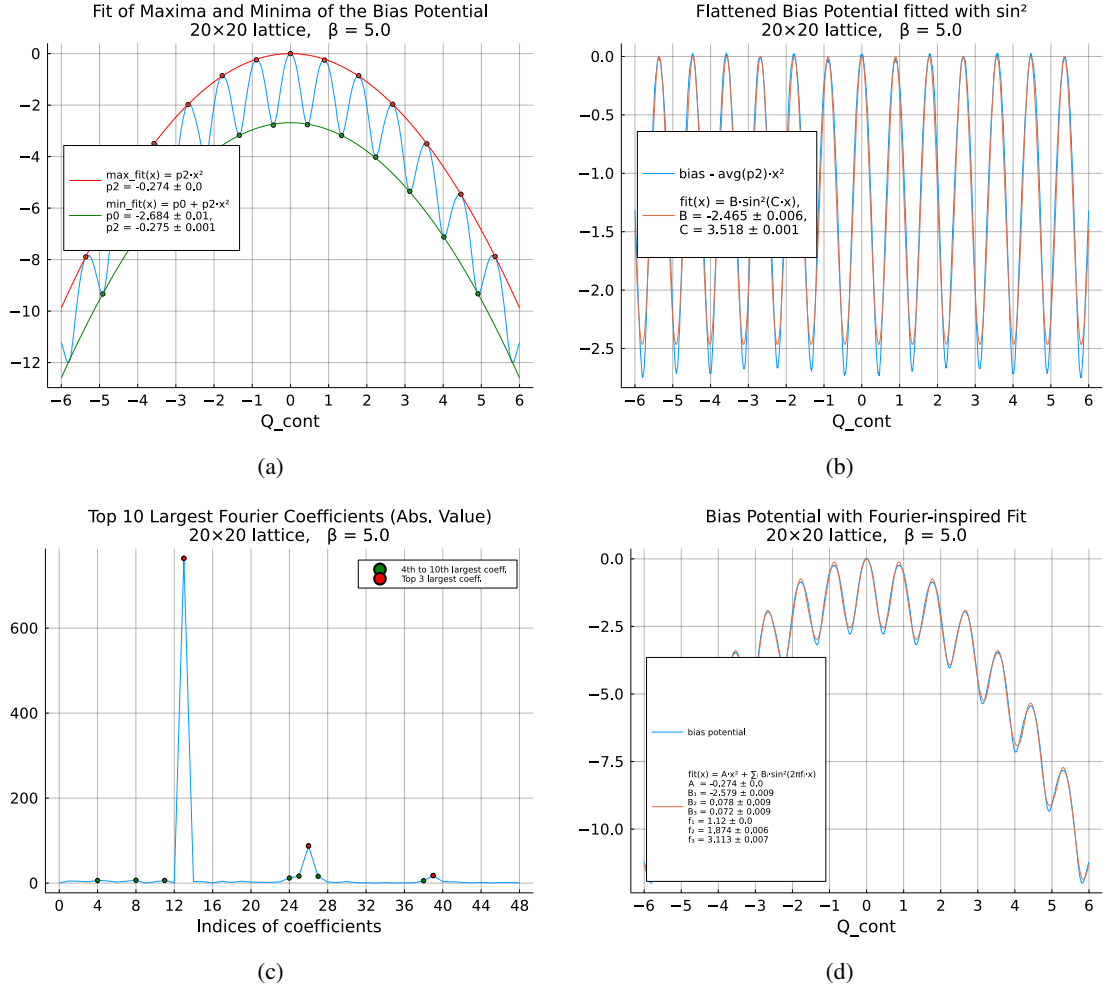 Fit of Maxima and Minima of the Bias Potential
20×20 lattice,   β = 5.0
0
−2
−4
−6
−8
−10
−12
max_fit(x) = p2·x²
p2 = -0.274 ± 0.0
min_fit(x) = p0 + p2·x²
p0 = -2.684 ± 0.01,
p2 = -0.275 ± 0.001
−6 −5 −4 −3 −2 −1 0 1 2 3 4 5 6
Q_cont
(a)
Flattened Bias Potential fitted with sin²
20×20 lattice,   β = 5.0
0.0
−0.5
−1.0
−1.5
−2.0
−2.5
bias - avg(p2)·x²
fit(x) = B·sin²(C·x),
B = -2.465 ± 0.006,
C = 3.518 ± 0.001
−6 −5 −4 −3 −2 −1 0 1 2 3 4 5 6
Q_cont
(b)
Top 10 Largest Fourier Coefficients (Abs. Value)
20×20 lattice,   β = 5.0
600
400
200
0
4th to 10th largest coeff.
Top 3 largest coeff.
0 4 8 12 16 20 24 28 32 36 40 44 48
Indices of coefficients
(c)
Bias Potential with Fourier-inspired Fit
20×20 lattice,   β = 5.0
0.0
−2.5
−5.0
−7.5
−10.0
bias potential
fit(x) = A·x² + ∑ᵢ Bᵢ·sin²(2πfᵢ·x)
A  = -0.274 ± 0.0
B₁ = -2.579 ± 0.009
B₂ = 0.078 ± 0.009
B₃ = 0.072 ± 0.009
f₁ = 1.12 ± 0.0
f₂ = 1.874 ± 0.006
f₃ = 3.113 ± 0.007
−6 −5 −4 −3 −2 −1 0 1 2 3 4 5 6
Q_cont
(d)